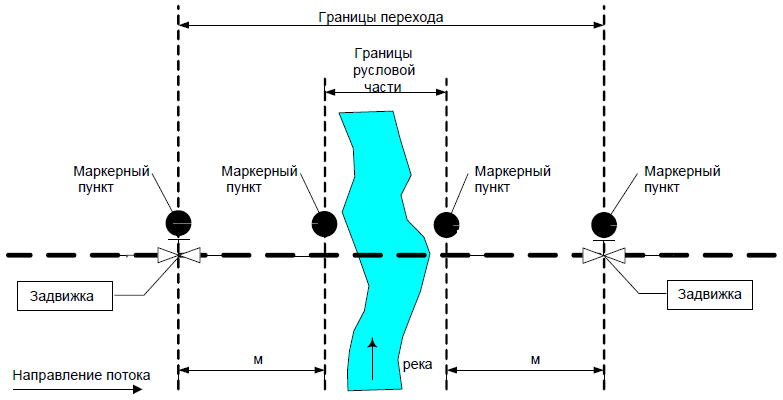 Границы перехода
Границы
русловой
части
Маркерный
пункт
Маркерный
пункт
Маркерный
пункт
Маркерный
пункт
Задвижка
Задвижка
м
река
м
Направление потока